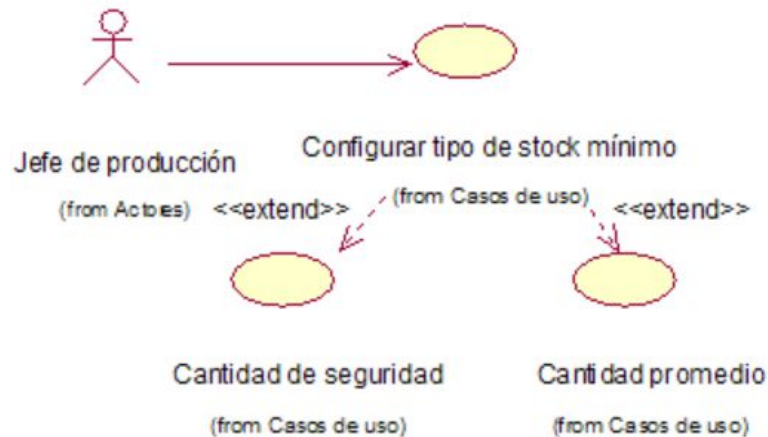 Jefe de producción
Configurar tipo de stock mínimo
(from Actores)
<<extend>>
(from Casos de uso)
<<extend>>
Cantidad de seguridad
Cantidad promedio
(from Casos de uso)
(from Casos de uso)